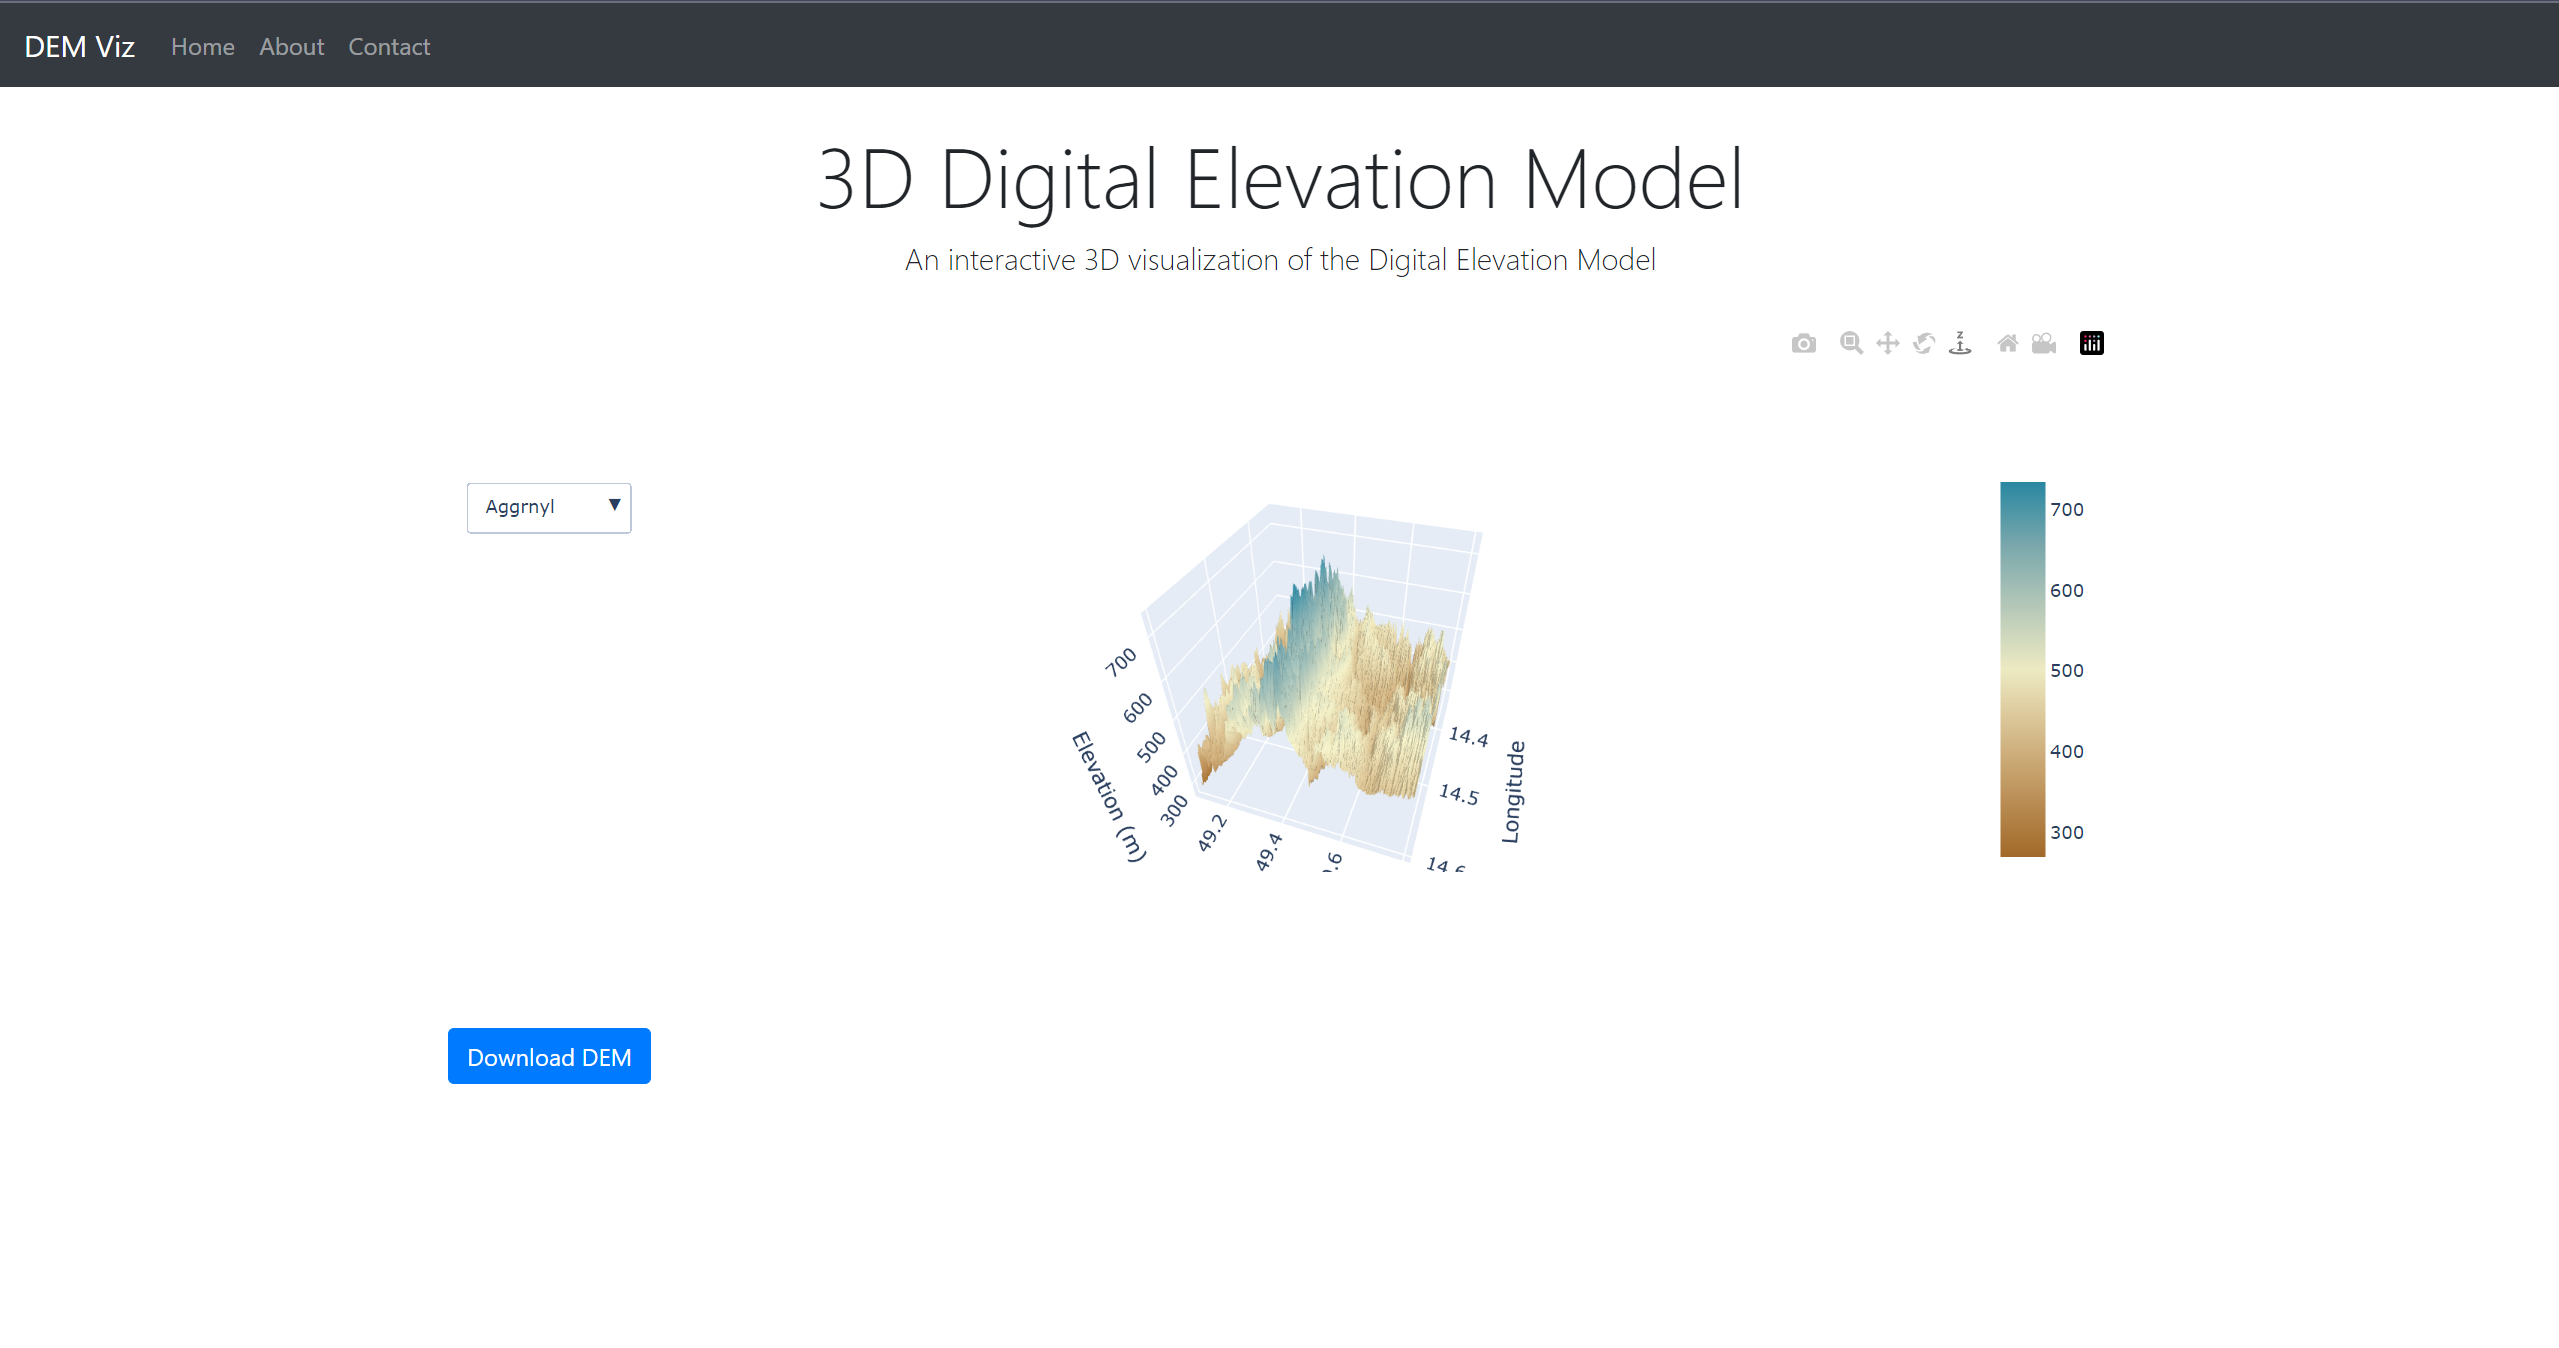 DEM Viz Home About Contact
3D Digital Elevation Model
An interactive 3D visualization of the Digital Elevation Model
Aggrnyl
700
600
500
400
300
Elevation (m)
49.2
49.4
14.4
14.5
14.6
Longitude
700
600
500
400
300
Download DEM